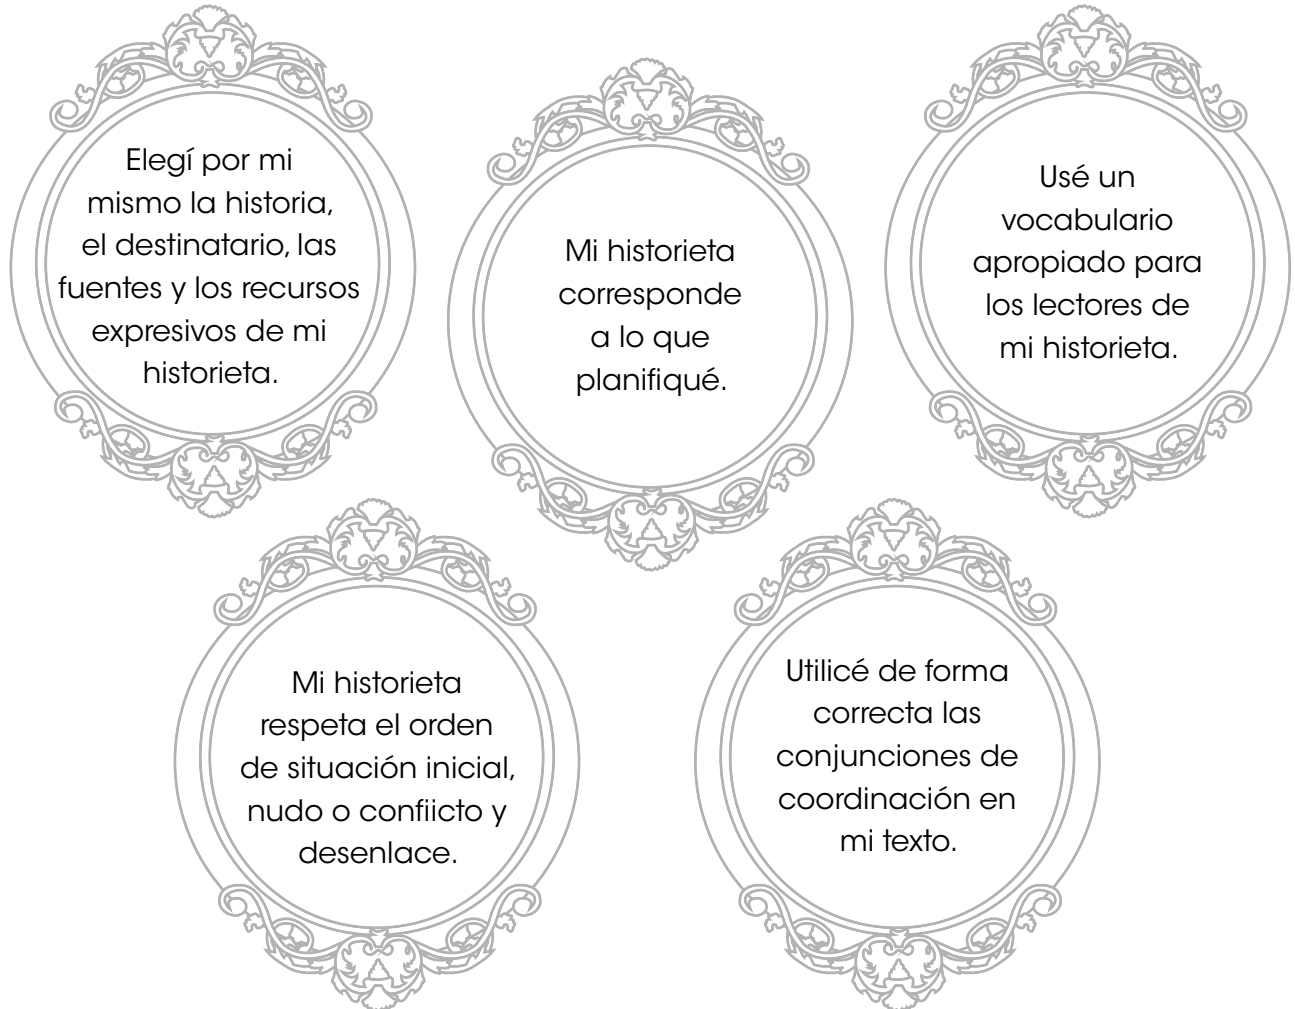 Elegí por mi
mismo la historia,
el destinatario, las
fuentes y los recursos
expresivos de mi
historieta.
Mi historieta
corresponde
a lo que
planifiqué.
Usé un
vocabulario
apropiado para
los lectores de
mi historieta.
Mi historieta
respeta el orden
de situación inicial,
nudo o confiicto y
desenlace.
Utilicé de forma
correcta las
conjunciones de
coordinación en
mi texto.